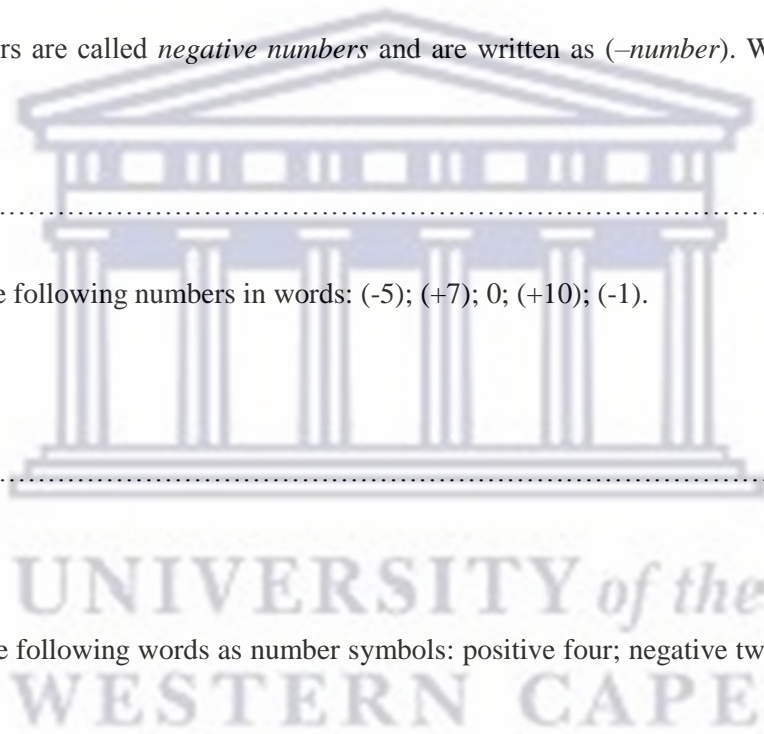 rs are called negative numbers and are written as (–number). W
e following numbers in words: (-5); (+7); 0; (+10); (-1).
UNIVERSITY of the
e following words as number symbols: positive four; negative tw
WESTERN CAPE